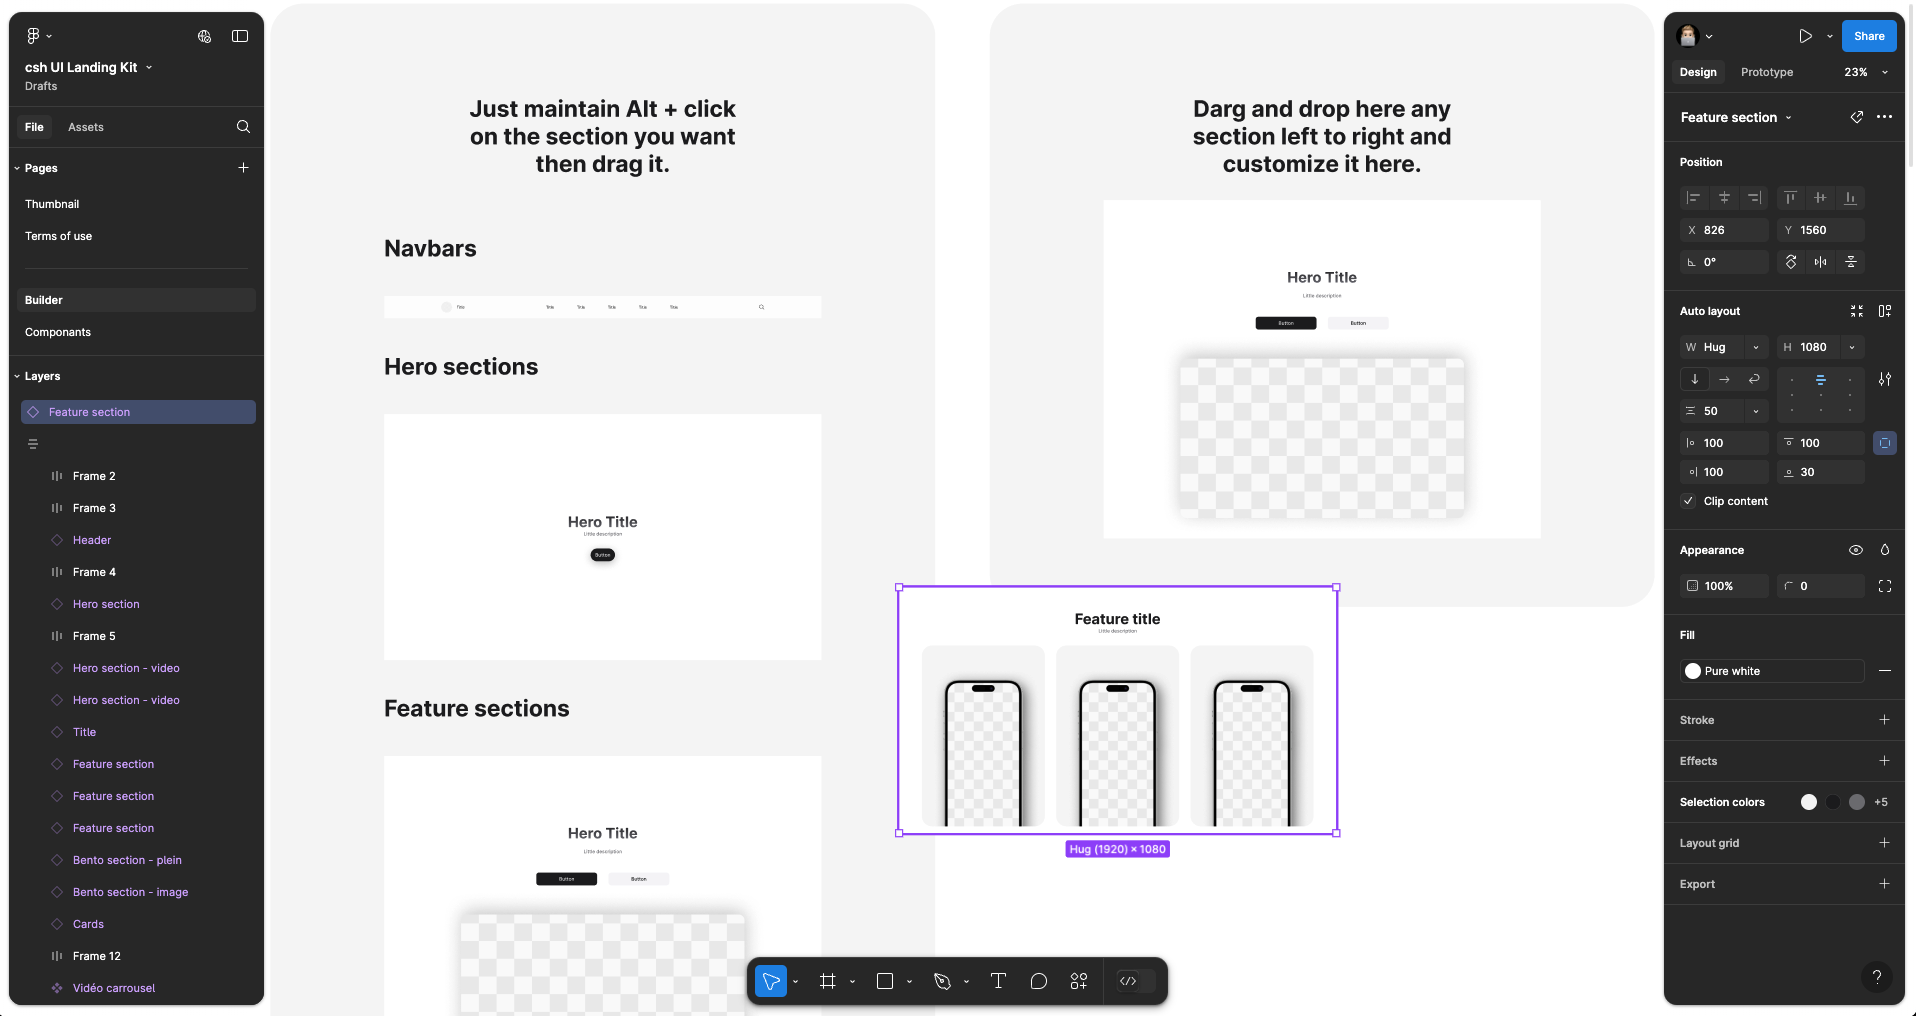 csh UI Landing Kit
Drafts
File
Assets
Pages
Thumbnail
Terms of use
Builder
Componants
Layers
Feature section
Frame 2
Frame 3
Header
Frame 4
Hero section
Frame 5
Hero section - video
Hero section - video
Title
Feature section
Feature section
Feature section
Bento section - plein
Bento section - image
Cards
Frame 12
Vidéo carrousel
Just maintain Alt + click
on the section you want
then drag it.
Navbars
Title Title Title Title Title Title
Hero sections
Hero Title
Little description
Button
Feature sections
Hero Title
Little description
Button Button
Darg and drop here any
section left to right and
customize it here.
Hero Title
Little description
Button Button
Feature title
Little description
Hug (1920) × 1080
Share
Design Prototype 23%
Feature section
Position
X 826 Y 1560
0°
Auto layout
W Hug H 1080
50
100 100
100 30
Clip content
Appearance
100% 0
Fill
Pure white
Stroke
Effects
Selection colors +5
Layout grid
Export
?